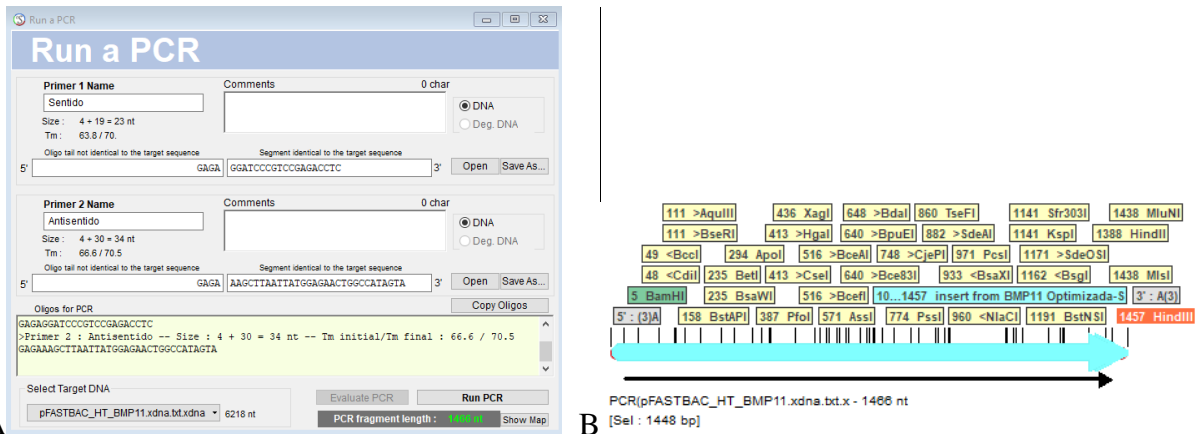 Run a PCR
Run a PCR
Primer 1 Name
Comments
0 char
Sentido
DNA
Deg. DNA
Size : 4 + 19 = 23 nt
Tm : 63.8 / 70.
Oligo tail not identical to the target sequence
Segment identical to the target sequence
5' GAGA GGATCCCGTCCGAGACCTC 3' Open Save As...
Primer 2 Name
Comments
0 char
Antisentido
DNA
Deg. DNA
Size : 4 + 30 = 34 nt
Tm : 66.6 / 70.5
Oligo tail not identical to the target sequence
Segment identical to the target sequence
5' GAGA AAGCTTAATTATGGAGAACTGGCCATAGTA 3' Open Save As...
Oligos for PCR
Copy Oligos
GAGAGGATCCCGTCCGAGACCTC
>Primer 2 : Antisentido -- Size : 4 + 30 = 34 nt -- Tm initial/Tm final : 66.6 / 70.5
GAGAAAGCTTAATTATGGAGAACTGGCCATAGTA
Select Target DNA
Evaluate PCR
Run PCR
pFASTBAC_HT_BMP11.xdna.txt.xdna 6218 nt
PCR fragment length : 1466 nt
Show Map
B
111 >AquIII 436 XagI 648 >BdaI 860 TseFI 1141 Sfr303I 1438 MluNI
111 >BseRI 413 >HgaI 640 >BpuEI 882 >SdeAI 1141 KspI 1388 HindII
49 <BccI 294 ApoI 516 >BceAI 748 >CjePI 971 PcsI 1171 >SdeOSI
48 <CdiI 235 BetI 413 >CseI 640 >Bce83I 933 <BsaXI 1162 <BsgI 1438 MlsI
5 BamHI 235 BsaWI 516 >BcefI 10...1457 insert from BMP11 Optimizada-S 3' : A(3)
5' : (3)A 158 BstAPI 387 PfoI 571 AssI 774 PssI 960 <NlaCI 1191 BstNSI 1457 HindIII
PCR(pFASTBAC_HT_BMP11.xdna.txt.x - 1466 nt
[Sel : 1448 bp]